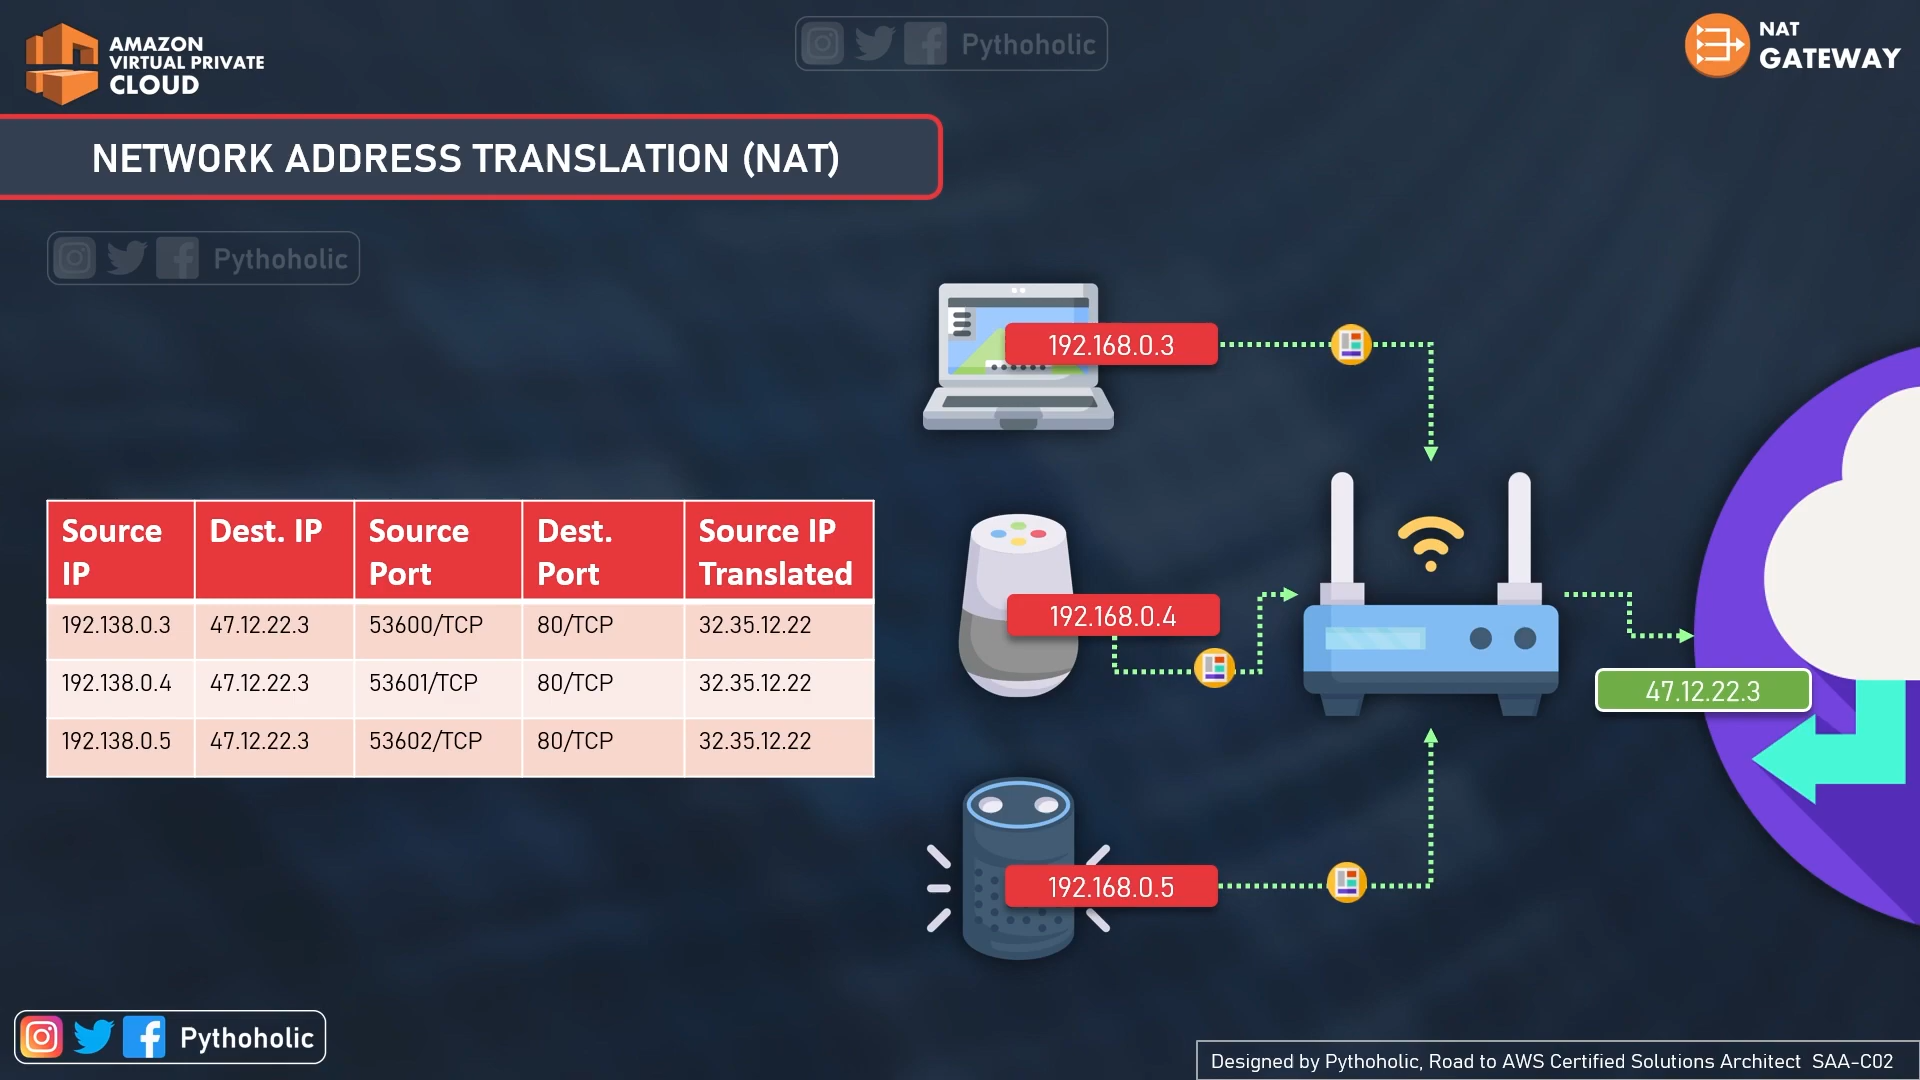 AMAZON
VIRTUAL PRIVATE
CLOUD
Pythoholic
NAT
GATEWAY
NETWORK ADDRESS TRANSLATION (NAT)
Pythoholic
192.168.0.3
Source IP Dest. IP Source Port Dest. Port Source IP Translated
192.138.0.3 47.12.22.3 53600/TCP 80/TCP 32.35.12.22
192.138.0.4 47.12.22.3 53601/TCP 80/TCP 32.35.12.22
192.138.0.5 47.12.22.3 53602/TCP 80/TCP 32.35.12.22
192.168.0.4
47.12.22.3
192.168.0.5
Pythoholic
Designed by Pythoholic, Road to AWS Certified Solutions Architect SAA-C02